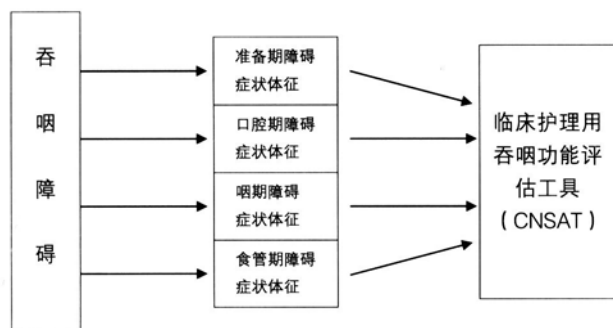 吞
咽
障
碍
准备期障碍
症状体征
口腔期障碍
症状体征
咽期障碍
症状体征
食管期障碍
症状体征
临床护理用
吞咽功能评
估工具
（CNSAT）